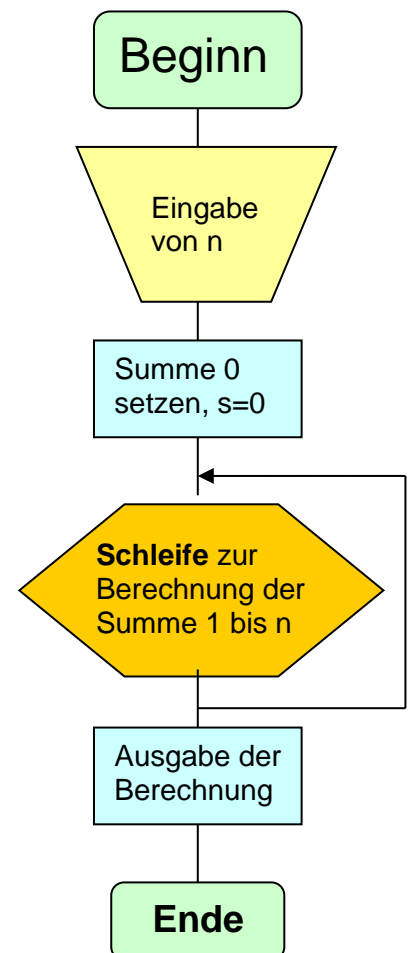 Beginn
Eingabe
von n
Summe 0
setzen, s=0
Schleife zur
Berechnung der
Summe 1 bis n
Ausgabe der
Berechnung
Ende